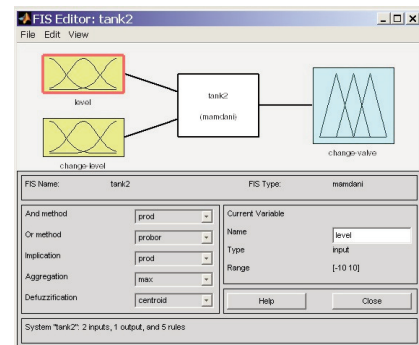 FIS Editor: tank2
File Edit View
level
tank2
(mamdani)
change-level
change-valve
FIS Name: tank2 FIS Type: mamdani
And method prod
Or method probor
Implication prod
Aggregation max
Defuzzification centroid
Current Variable
Name level
Type input
Range [-10 10]
Help Close
System "tank2": 2 inputs, 1 output, and 5 rules